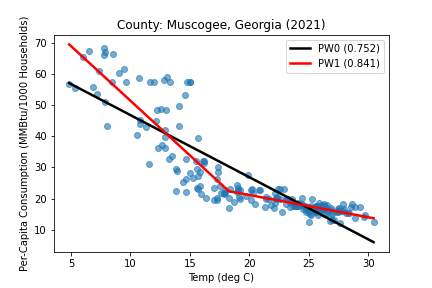 County: Muscogee, Georgia (2021)
PW0 (0.752)
PW1 (0.841)
Per-Capita Consumption (MMBtu/1000 Households)
70
60
50
40
30
20
10
5 10 15 20 25 30
Temp (deg C)